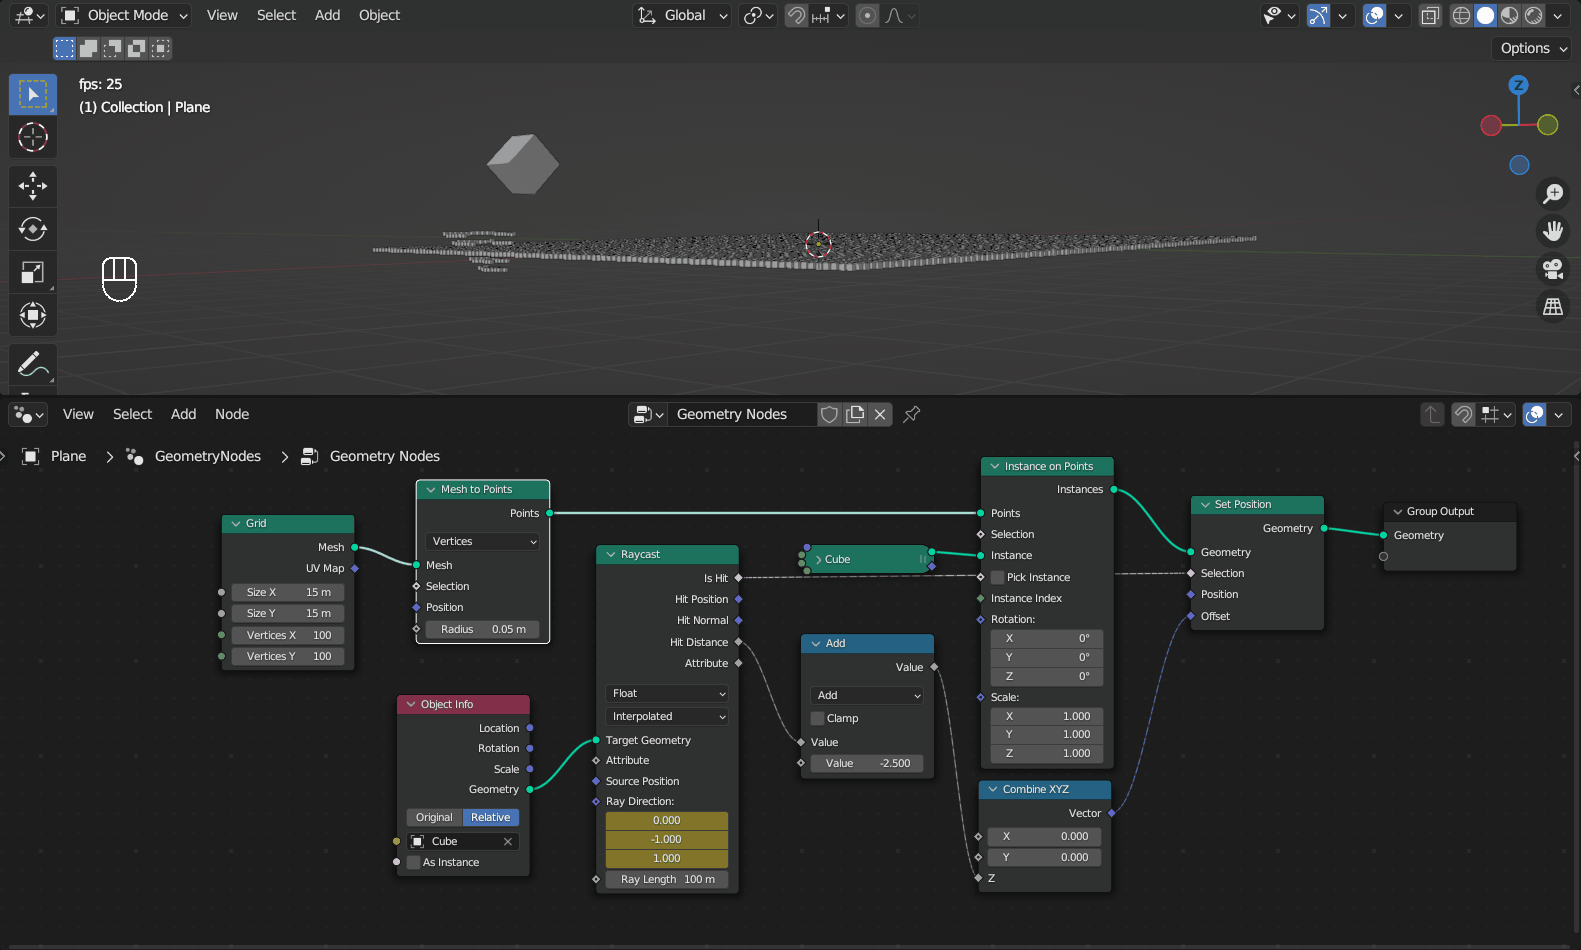 Object Mode
View
Select
Add
Object
Global
Options
fps: 25
(1) Collection | Plane
Z
View
Select
Add
Node
Geometry Nodes
Plane
GeometryNodes
Geometry Nodes
Grid
Mesh
UV Map
Size X 15 m
Size Y 15 m
Vertices X 100
Vertices Y 100
Mesh to Points
Points
Vertices
Mesh
Selection
Position
Radius 0.05 m
Object Info
Location
Rotation
Scale
Geometry
Original Relative
Cube
As Instance
Raycast
Is Hit
Hit Position
Hit Normal
Hit Distance
Attribute
Float
Interpolated
Target Geometry
Attribute
Source Position
Ray Direction:
0.000
-1.000
1.000
Ray Length 100 m
Cube
Add
Value
Add
Clamp
Value
Value -2.500
Instance on Points
Instances
Points
Selection
Instance
Pick Instance
Instance Index
Rotation:
X 0°
Y 0°
Z 0°
Scale:
X 1.000
Y 1.000
Z 1.000
Combine XYZ
Vector
X 0.000
Y 0.000
Z
Set Position
Geometry
Geometry
Selection
Position
Offset
Group Output
Geometry